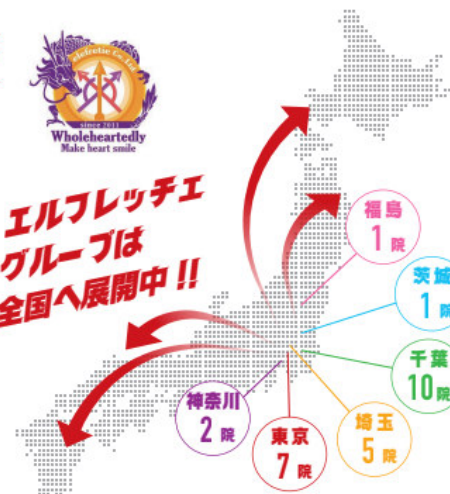 elefretse Co.,Ltd.
since 2011
Wholeheartedly
Make heart smile
エルフレッチェ
グループは
全国へ展開中!!
福島
1院
茨城
1院
千葉
10院
埼玉
5院
東京
7院
神奈川
2院